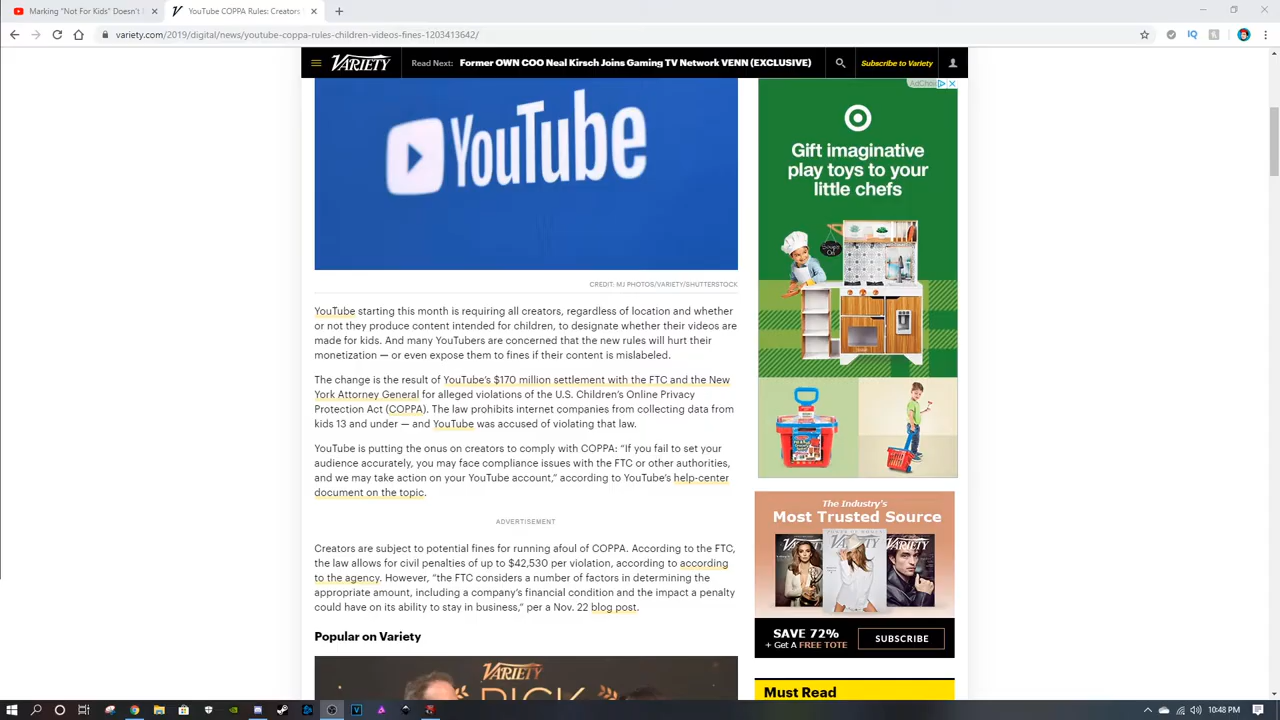 Marking "Not For Kids" Doesn't
YouTube COPPA Rules: Creators
variety.com/2019/digital/news/youtube-coppa-rules-children-videos-fines-1203413642/
VARIETY
Read Next: Former OWN COO Neal Kirsch Joins Gaming TV Network VENN (EXCLUSIVE)
Subscribe to Variety
YouTube
CREDIT: MJ PHOTOS/VARIETY/SHUTTERSTOCK
YouTube starting this month is requiring all creators, regardless of location and whether
or not they produce content intended for children, to designate whether their videos are
made for kids. And many YouTubers are concerned that the new rules will hurt their
monetization — or even expose them to fines if their content is mislabeled.
The change is the result of YouTube's $170 million settlement with the FTC and the New
York Attorney General for alleged violations of the U.S. Children's Online Privacy
Protection Act (COPPA). The law prohibits internet companies from collecting data from
kids 13 and under — and YouTube was accused of violating that law.
YouTube is putting the onus on creators to comply with COPPA: "If you fail to set your
audience accurately, you may face compliance issues with the FTC or other authorities,
and we may take action on your YouTube account," according to YouTube's help-center
document on the topic.
ADVERTISEMENT
Creators are subject to potential fines for running afoul of COPPA. According to the FTC,
the law allows for civil penalties of up to $42,530 per violation, according to according
to the agency. However, "the FTC considers a number of factors in determining the
appropriate amount, including a company's financial condition and the impact a penalty
could have on its ability to stay in business," per a Nov. 22 blog post.
Popular on Variety
VARIETY
Gift imaginative
play toys to your
little chefs
The Industry's
Most Trusted Source
VARIETY
VARIETY
SAVE 72%
+ Get A FREE TOTE
SUBSCRIBE
Must Read
10:48 PM